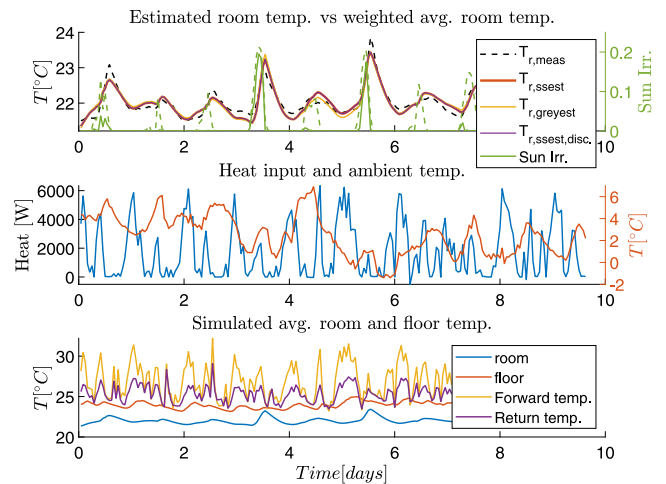 Estimated room temp. vs weighted avg. room temp.
T[°C]
24
23
22
0.2
0.12
0
Sun Irr.
T_r,meas
T_r,ssest
T_r,greyest
T_r,ssest,disc.
Sun Irr.
0 2 4 6 8 10
Heat input and ambient temp.
Heat [W]
6000
4000
2000
0
6
4
2
0
-2
T[°C]
0 2 4 6 8 10
Simulated avg. room and floor temp.
T[°C]
30
25
20
room
floor
Forward temp.
Return temp.
0 2 4 6 8 10
Time[days]